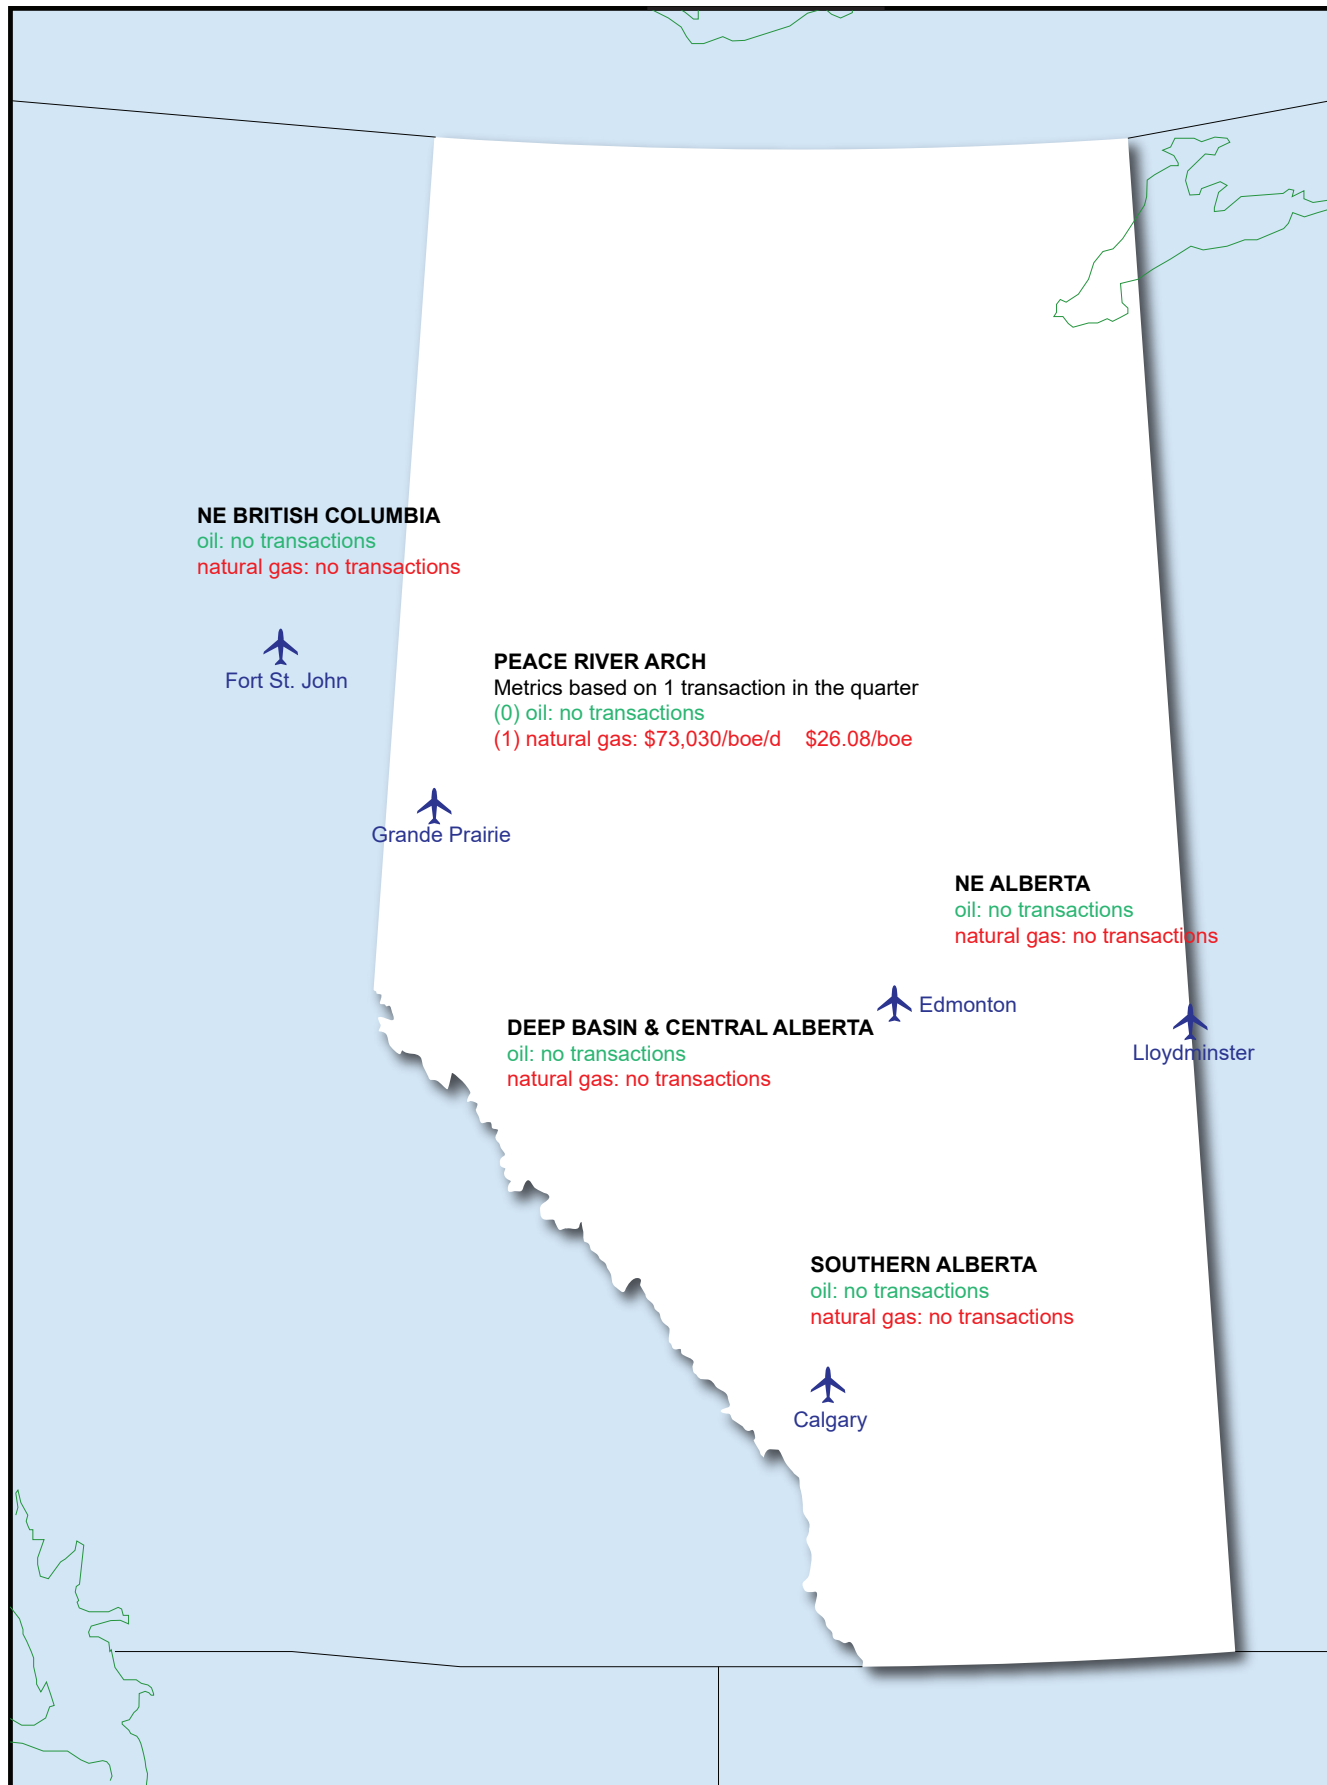 NE BRITISH COLUMBIA
oil: no transactions
natural gas: no transactions
Fort St. John
PEACE RIVER ARCH
Metrics based on 1 transaction in the quarter
(0) oil: no transactions
(1) natural gas: $73,030/boe/d $26.08/boe
Grande Prairie
NE ALBERTA
oil: no transactions
natural gas: no transactions
Edmonton
DEEP BASIN & CENTRAL ALBERTA
oil: no transactions
natural gas: no transactions
Lloydminster
SOUTHERN ALBERTA
oil: no transactions
natural gas: no transactions
Calgary